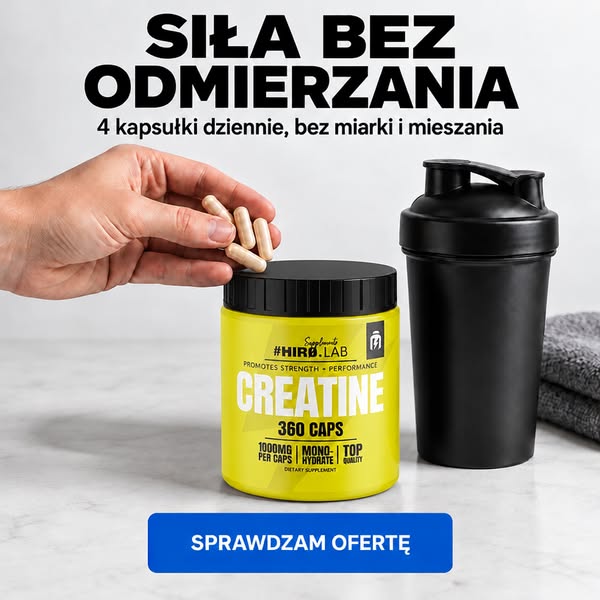 SIŁA BEZ
ODMIERZANIA
4 kapsułki dziennie, bez miarki i mieszania
Supplements
#HIRØ.LAB
PROMOTES STRENGTH + PERFORMANCE
CREATINE
360 CAPS
1000MG PER CAPS | MONO-HYDRATE | TOP QUALITY
DIETARY SUPPLEMENT
SPRAWDZAM OFERTĘ